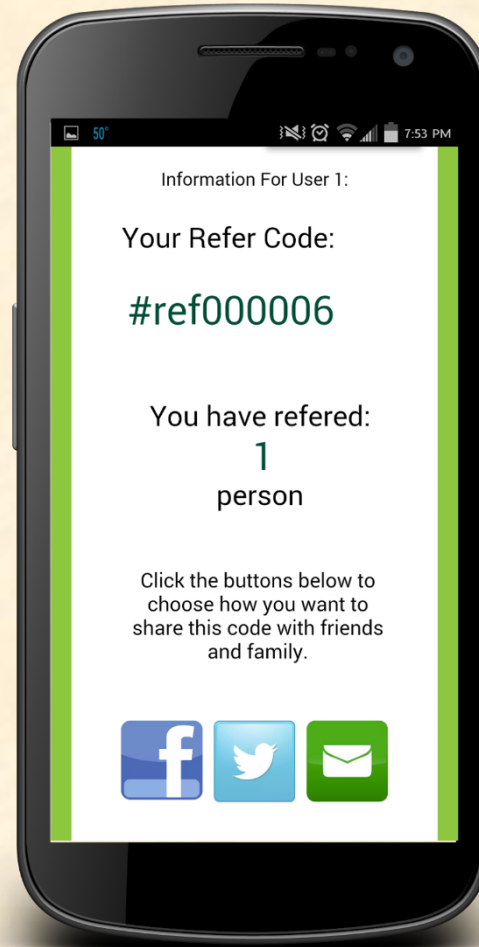 50°
7:53 PM
Information For User 1:
Your Refer Code:
#ref000006
You have refered:
1
person
Click the buttons below to
choose how you want to
share this code with friends
and family.
f